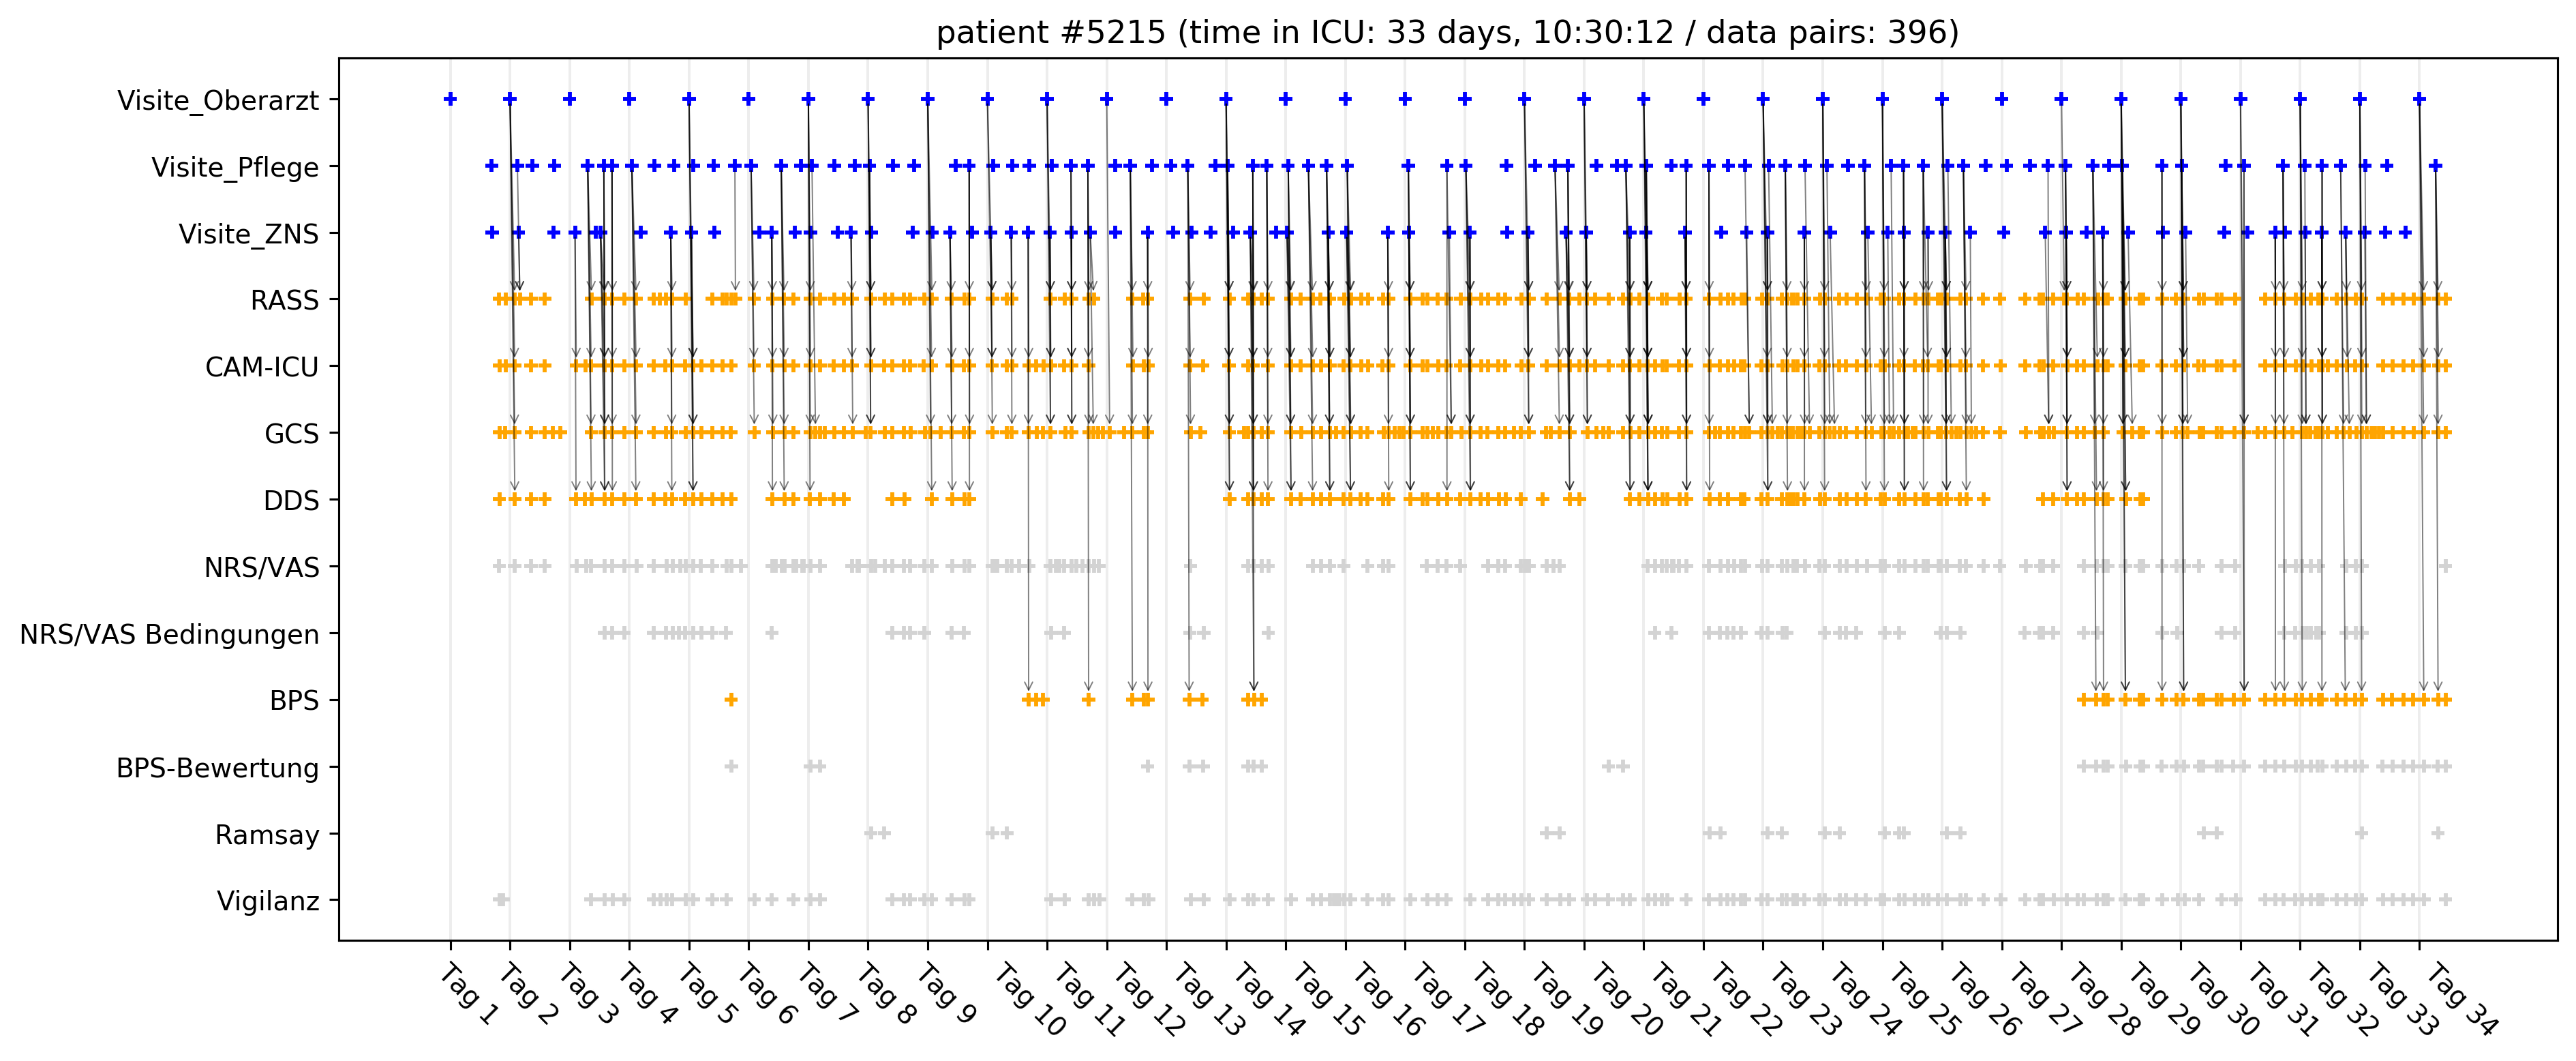 patient #5215 (time in ICU: 33 days, 10:30:12 / data pairs: 396)
Visite_Oberarzt
Visite_Pflege
Visite_ZNS
RASS
CAM-ICU
GCS
DDS
NRS/VAS
NRS/VAS Bedingungen
BPS
BPS-Bewertung
Ramsay
Vigilanz
Tag 1
Tag 2
Tag 3
Tag 4
Tag 5
Tag 6
Tag 7
Tag 8
Tag 9
Tag 10
Tag 11
Tag 12
Tag 13
Tag 14
Tag 15
Tag 16
Tag 17
Tag 18
Tag 19
Tag 20
Tag 21
Tag 22
Tag 23
Tag 24
Tag 25
Tag 26
Tag 27
Tag 28
Tag 29
Tag 30
Tag 31
Tag 32
Tag 33
Tag 34